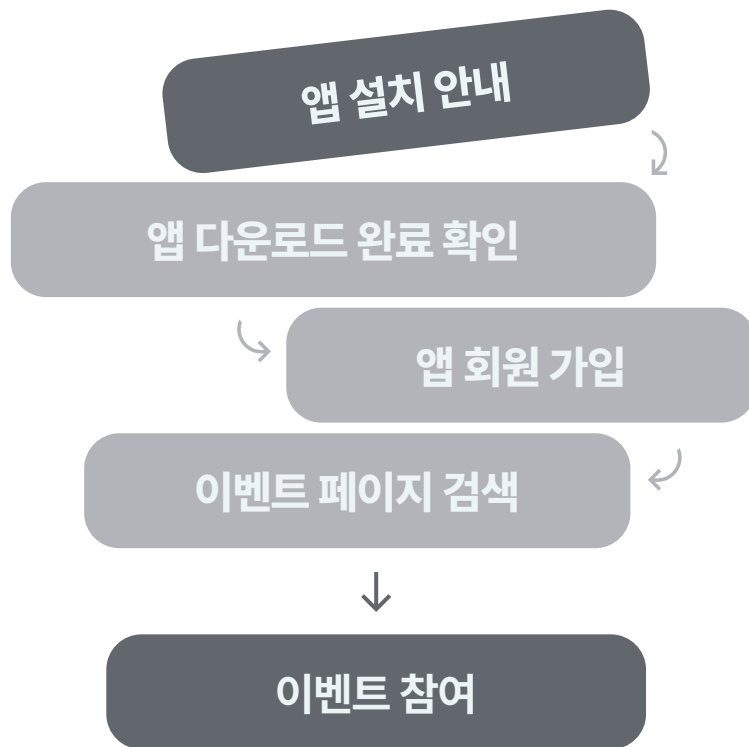 앱 설치 안내
앱 다운로드 완료 확인
앱 회원 가입
이벤트 페이지 검색
이벤트 참여